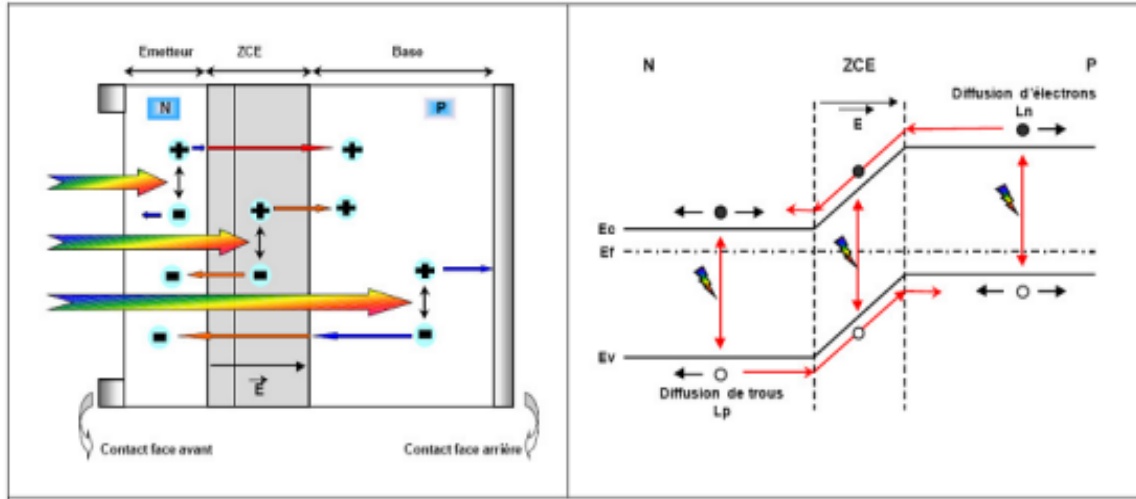 Emetteur ZCE Base
N P
E
Contact face avant Contact face arrière
N ZCE P
E
Diffusion d'électrons
Ln
Ec
Ef
Ev
Diffusion de trous
Lp